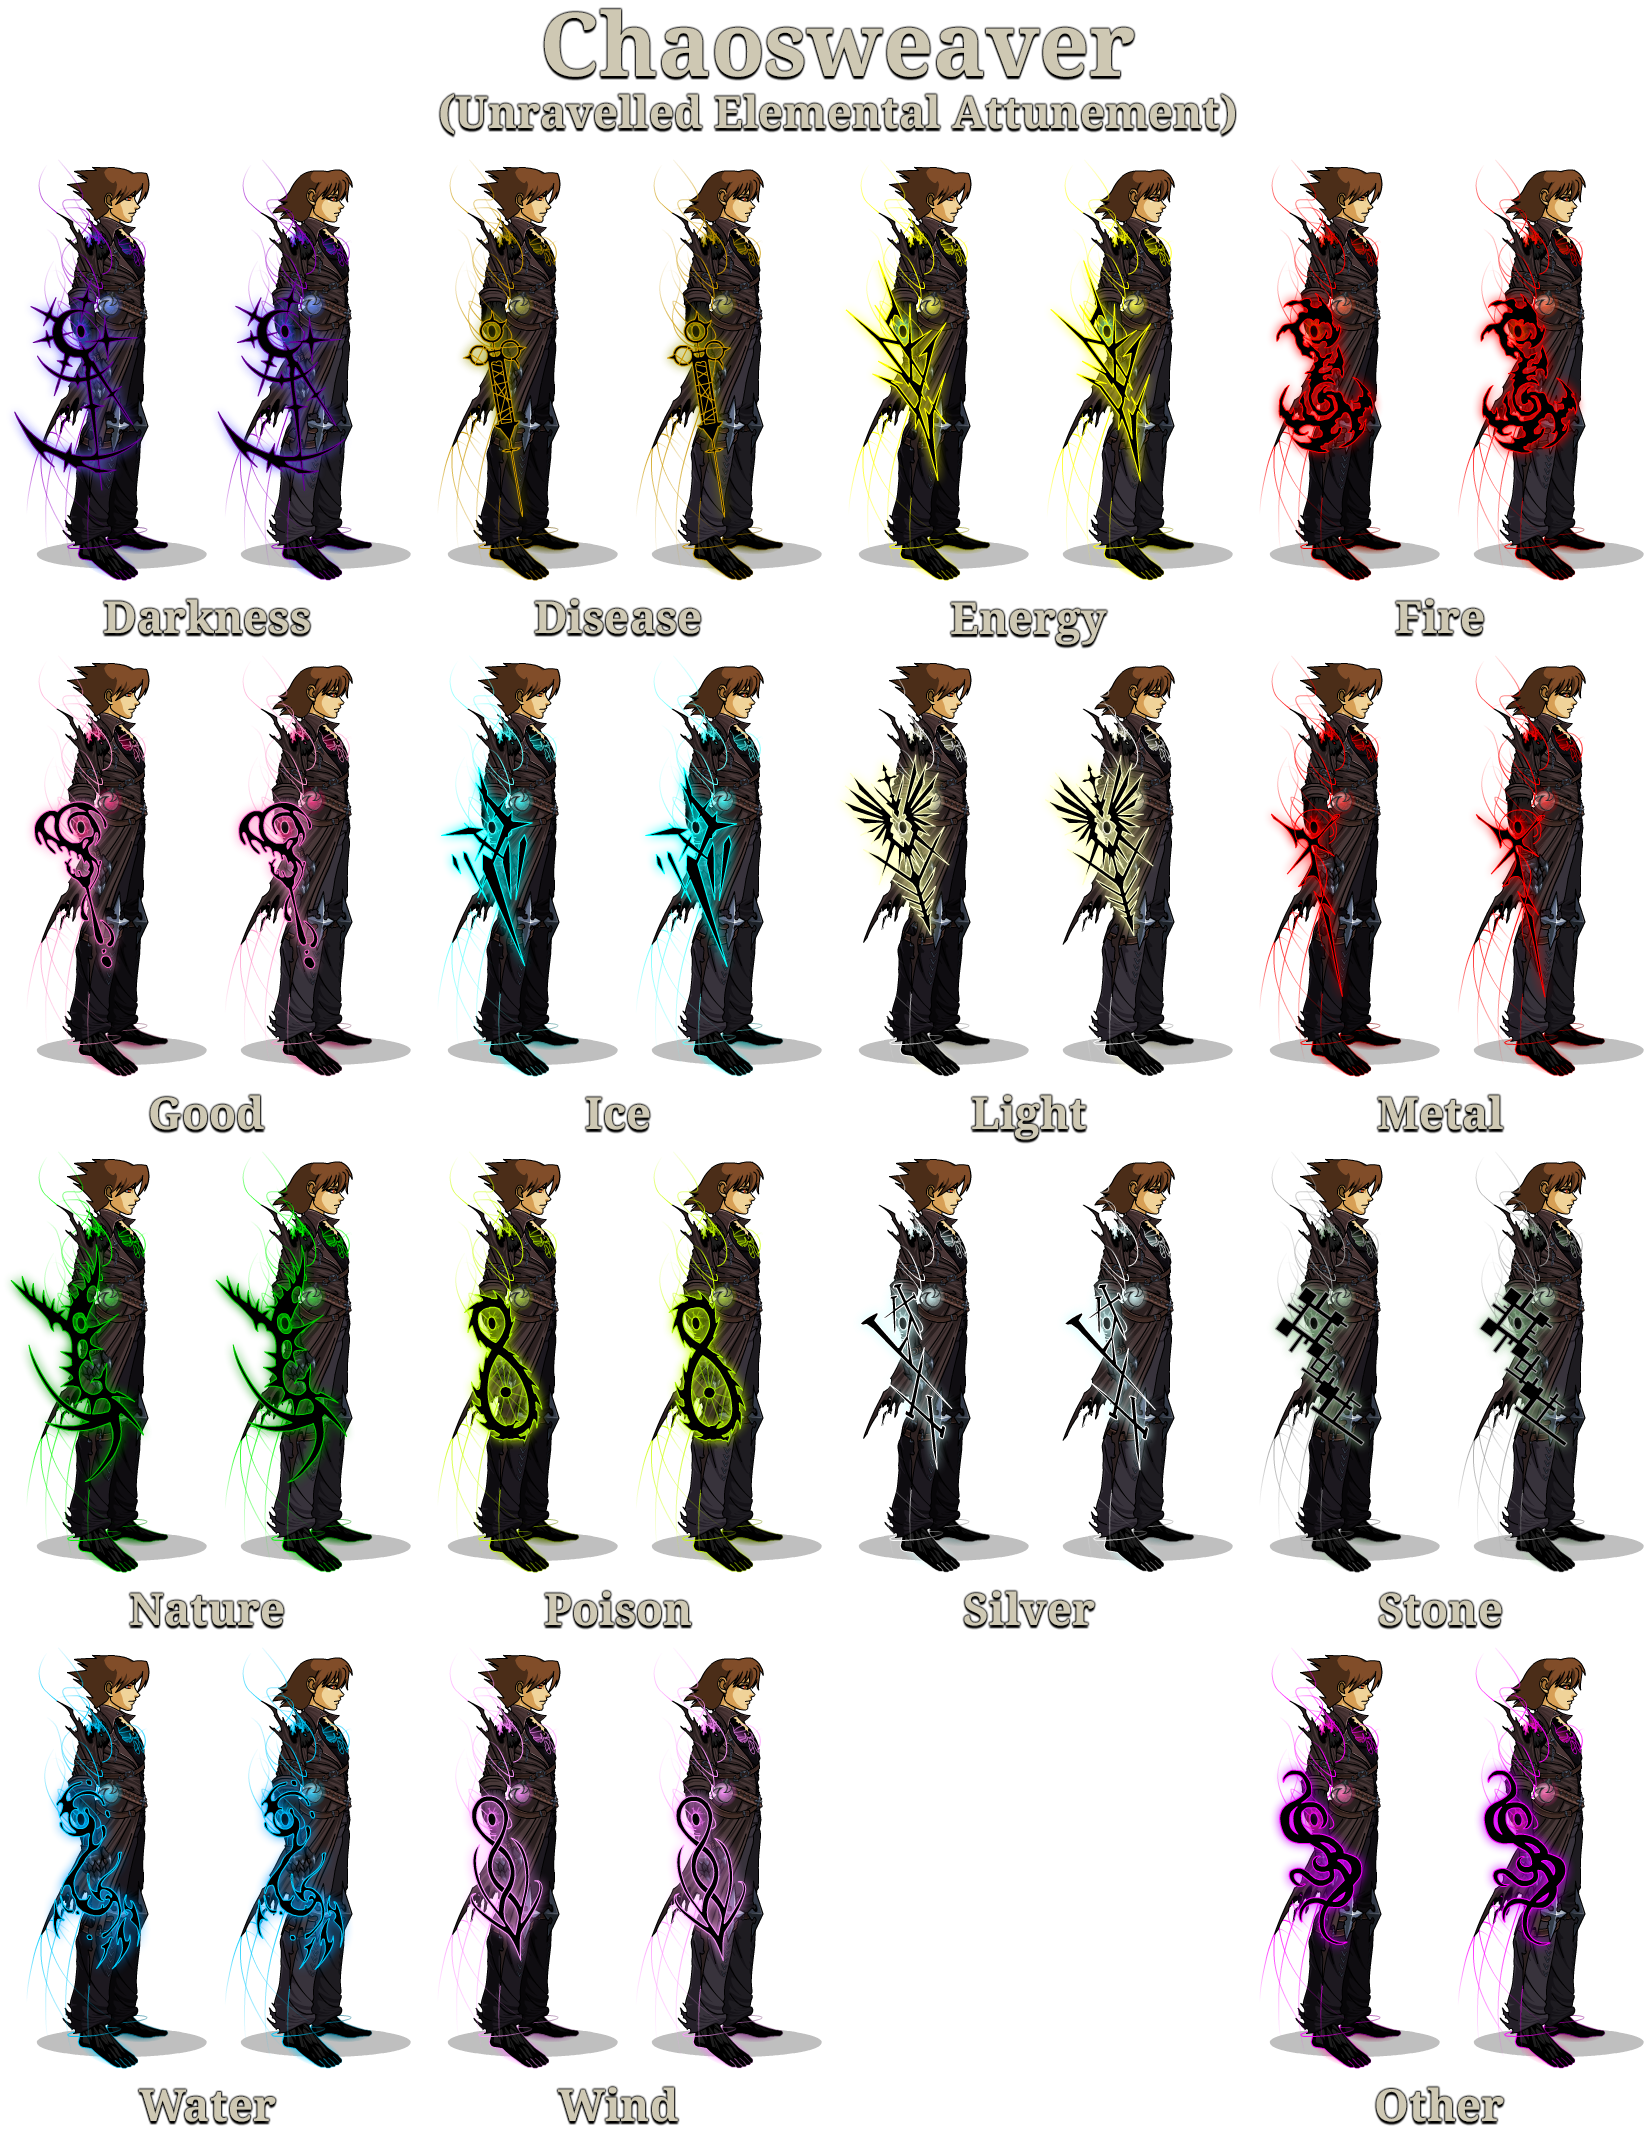 Chaosweaver
(Unravelled Elemental Attunement)
Darkness Disease Energy Fire
Good Ice Light Metal
Nature Poison Silver Stone
Water Wind Other